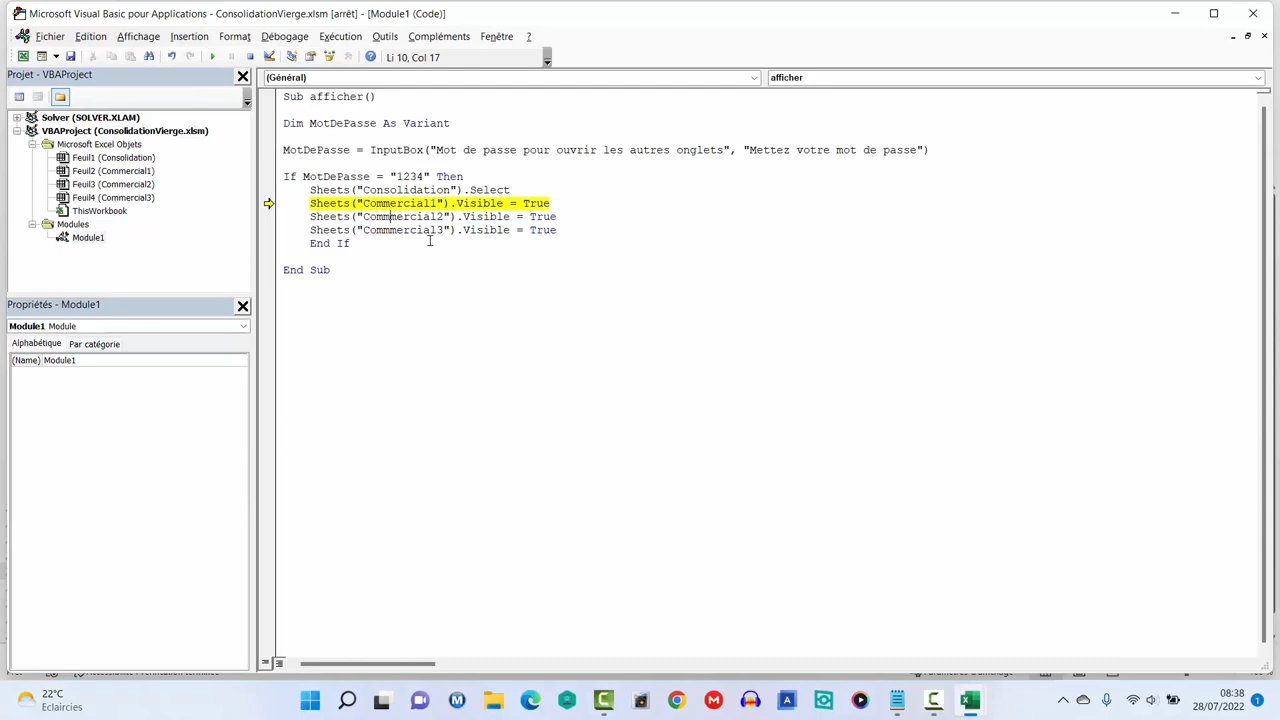 Microsoft Visual Basic pour Applications - ConsolidationVierge.xlsm [arrêt] - [Module1 (Code)]
Fichier Edition Affichage Insertion Format Débogage Exécution Outils Compléments Fenêtre ?
Li 10, Col 17
Projet - VBAProject
(Général)
afficher
Solver (SOLVER.XLAM)
VBAProject (ConsolidationVierge.xlsm)
Microsoft Excel Objets
Feuil1 (Consolidation)
Feuil2 (Commercial1)
Feuil3 (Commercial2)
Feuil4 (Commercial3)
ThisWorkbook
Modules
Module1
Sub afficher()
Dim MotDePasse As Variant
MotDePasse = InputBox("Mot de passe pour ouvrir les autres onglets", "Mettez votre mot de passe")
If MotDePasse = "1234" Then
Sheets("Consolidation").Select
Sheets("Commercial1").Visible = True
Sheets("Commmercial2").Visible = True
Sheets("Commmercial3").Visible = True
End If
End Sub
Propriétés - Module1
Module1 Module
Alphabétique Par catégorie
(Name) Module1
22°C
Eclaircies
08:38
28/07/2022